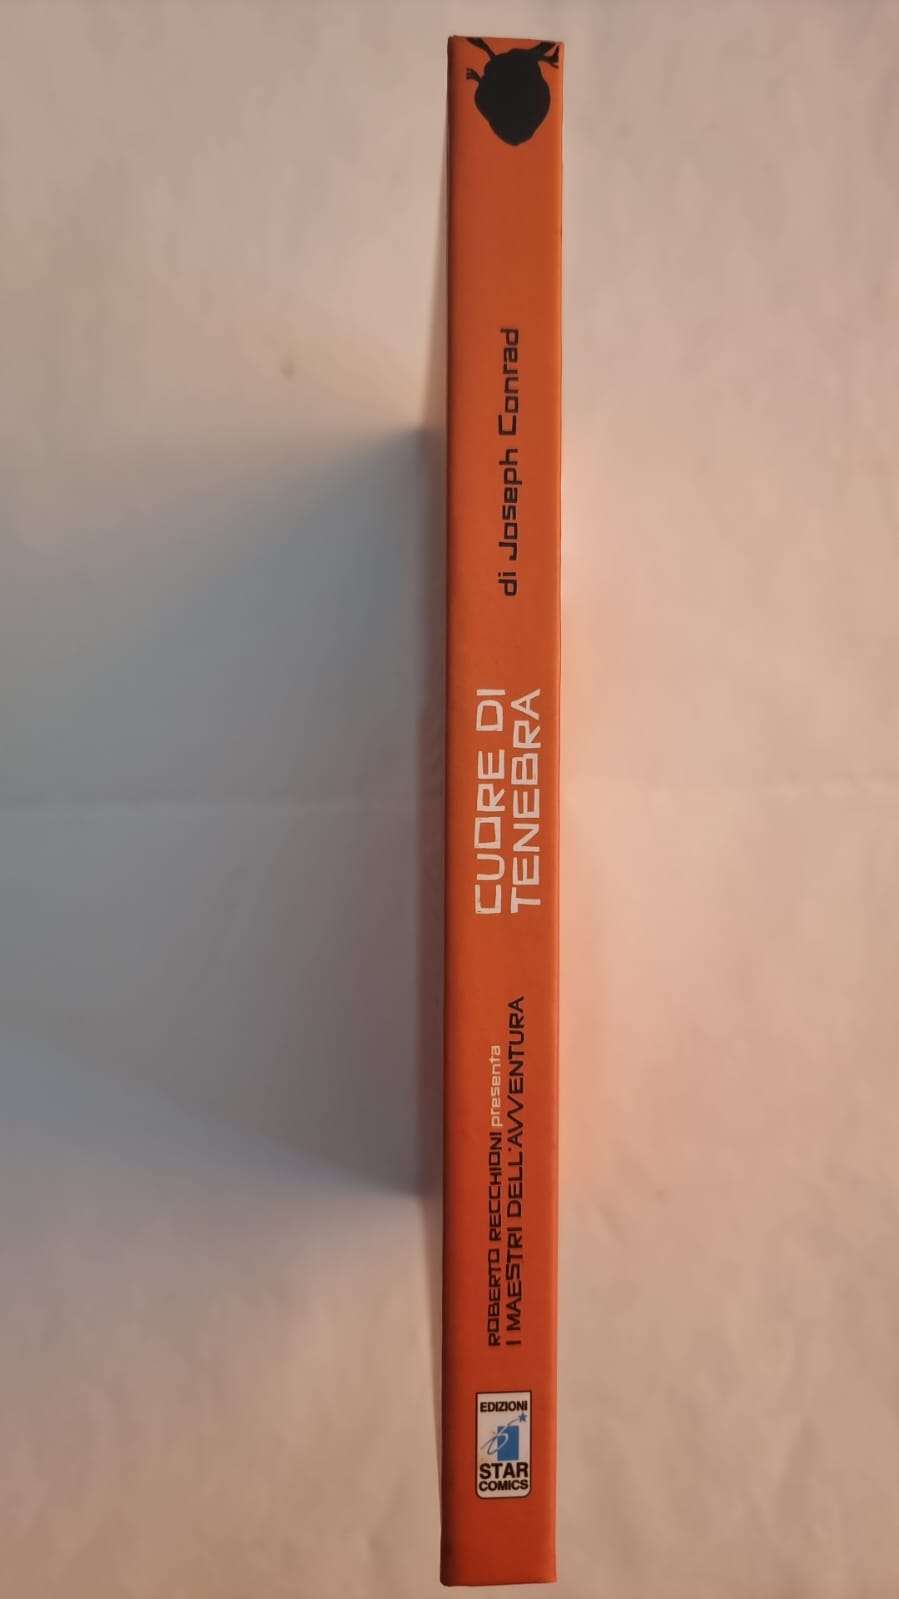 di Joseph Conrad
CUORE DI
TENEBRA
ROBERTO RECCHIONI presenta
I MAESTRI DELL'AVVENTURA
EDIZIONI
STAR
COMICS